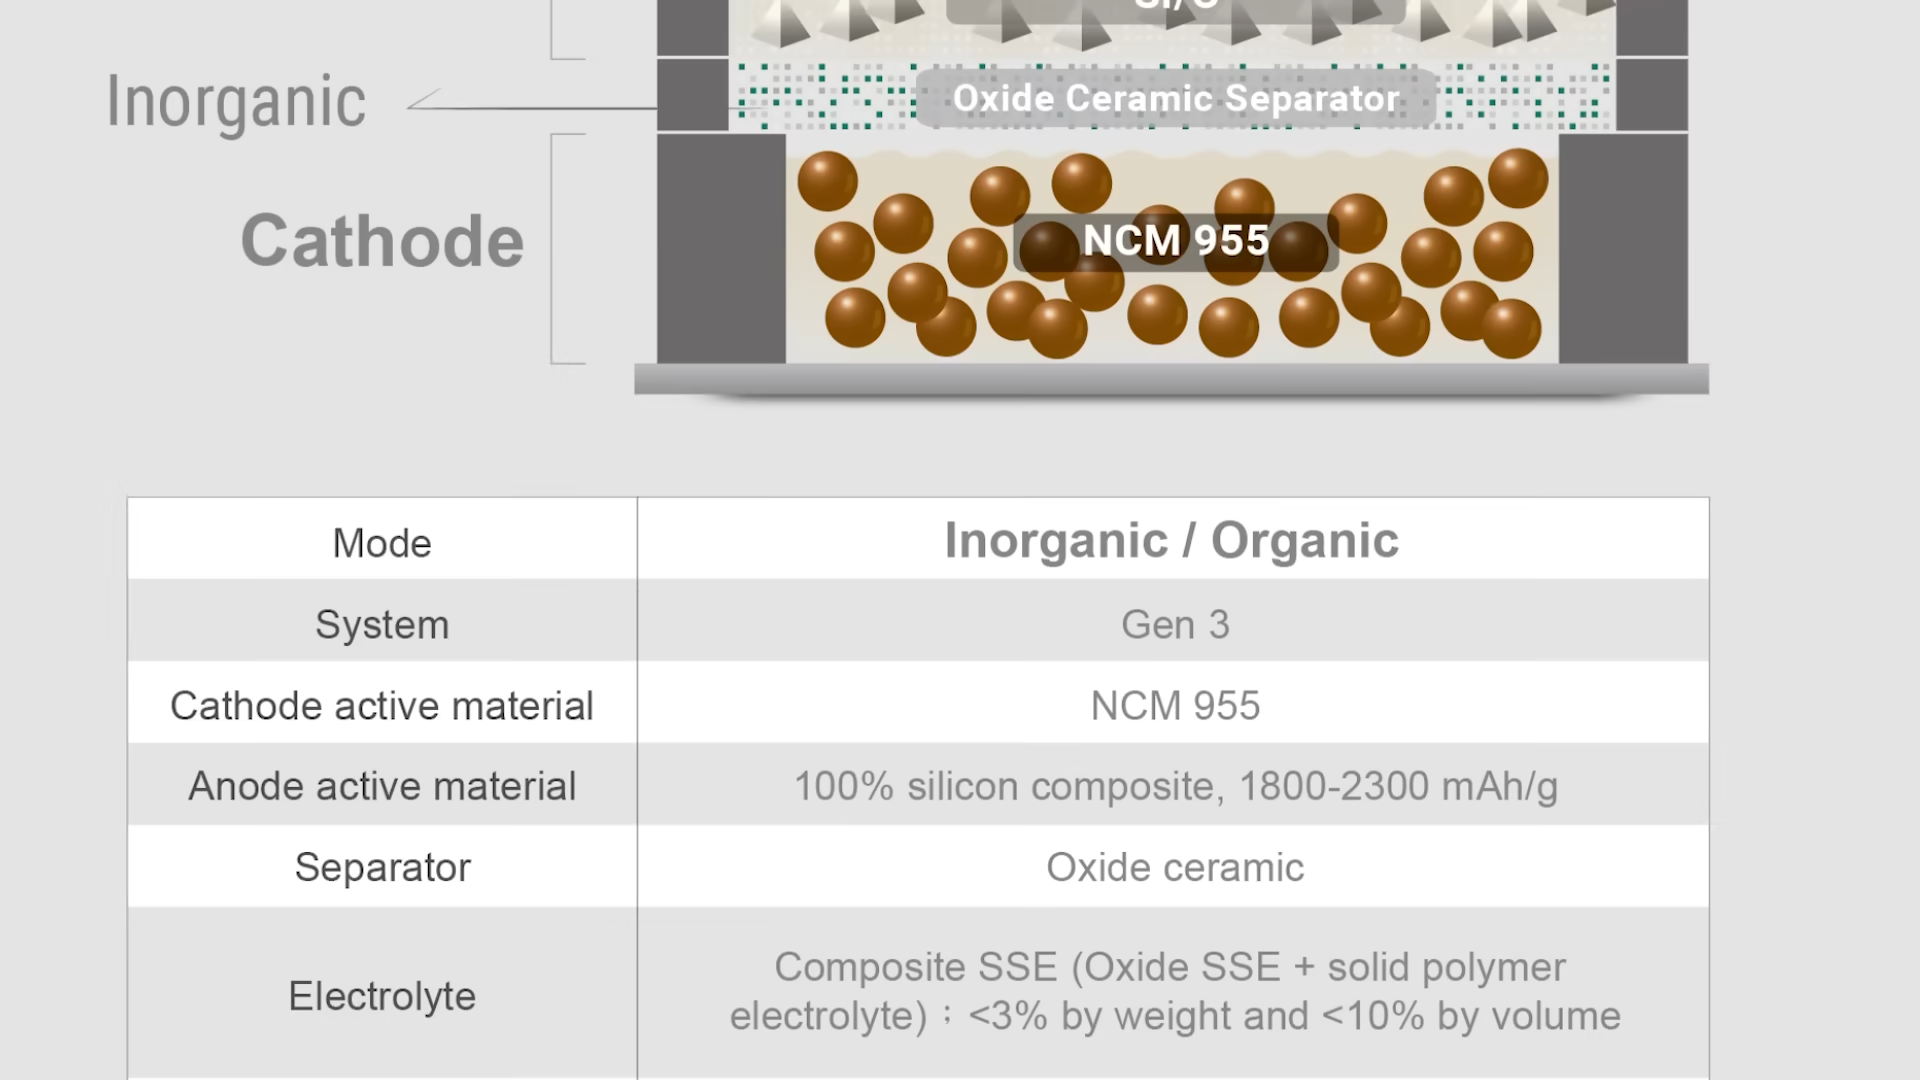 Si/C
Inorganic
Oxide Ceramic Separator
Cathode
NCM 955
Mode
Inorganic / Organic
System
Gen 3
Cathode active material
NCM 955
Anode active material
100% silicon composite, 1800-2300 mAh/g
Separator
Oxide ceramic
Electrolyte
Composite SSE (Oxide SSE + solid polymer
electrolyte)；<3% by weight and <10% by volume